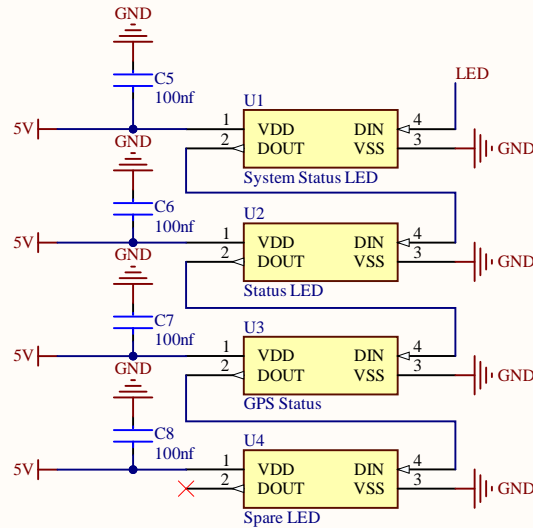 GND
C5
100nf
LED
U1
5V
1
VDD
DIN
4
2
DOUT
VSS
3
GND
System Status LED
GND
C6
100nf
U2
5V
1
VDD
DIN
4
2
DOUT
VSS
3
GND
Status LED
GND
C7
100nf
U3
5V
1
VDD
DIN
4
2
DOUT
VSS
3
GND
GPS Status
GND
C8
100nf
U4
5V
1
VDD
DIN
4
2
DOUT
VSS
3
GND
Spare LED